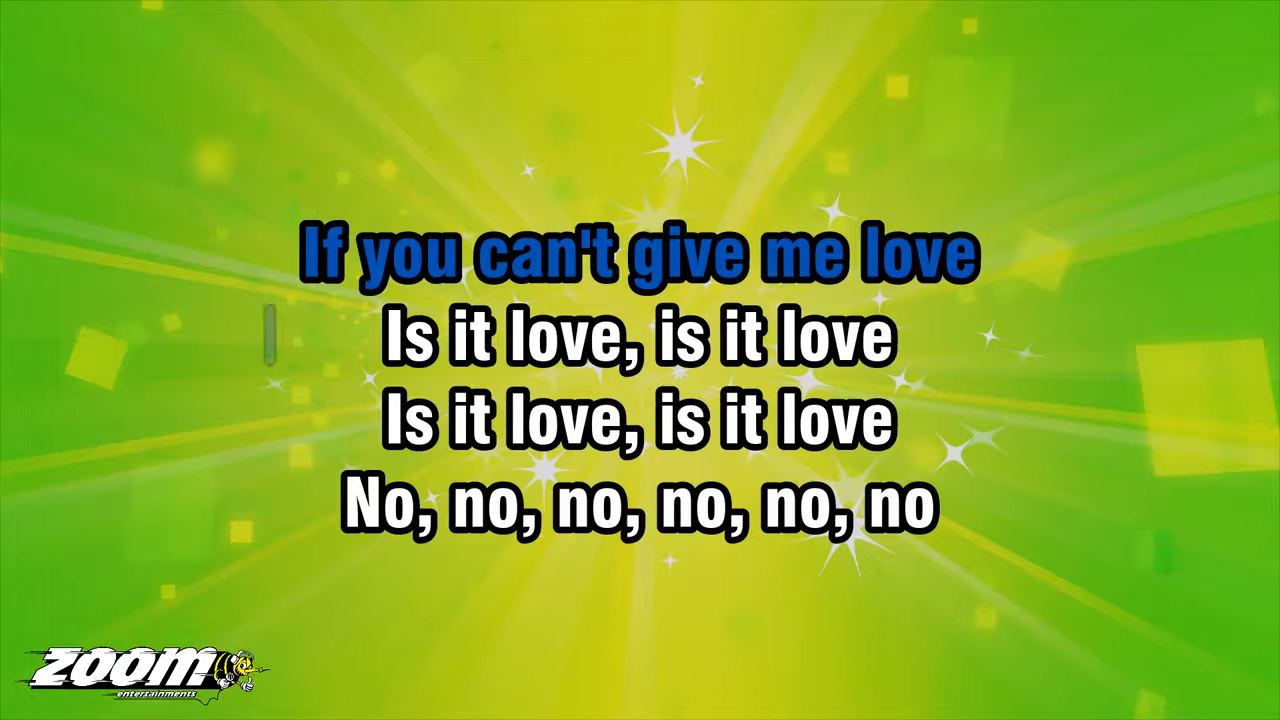 If you can't give me love
Is it love, is it love
Is it love, is it love
No, no, no, no, no, no
ZOOM
entertainments